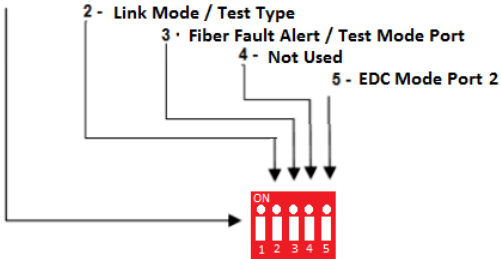 2 - Link Mode / Test Type
3 · Fiber Fault Alert / Test Mode Port
4 - Not Used
5 - EDC Mode Port 2
ON
1 2 3 4 5